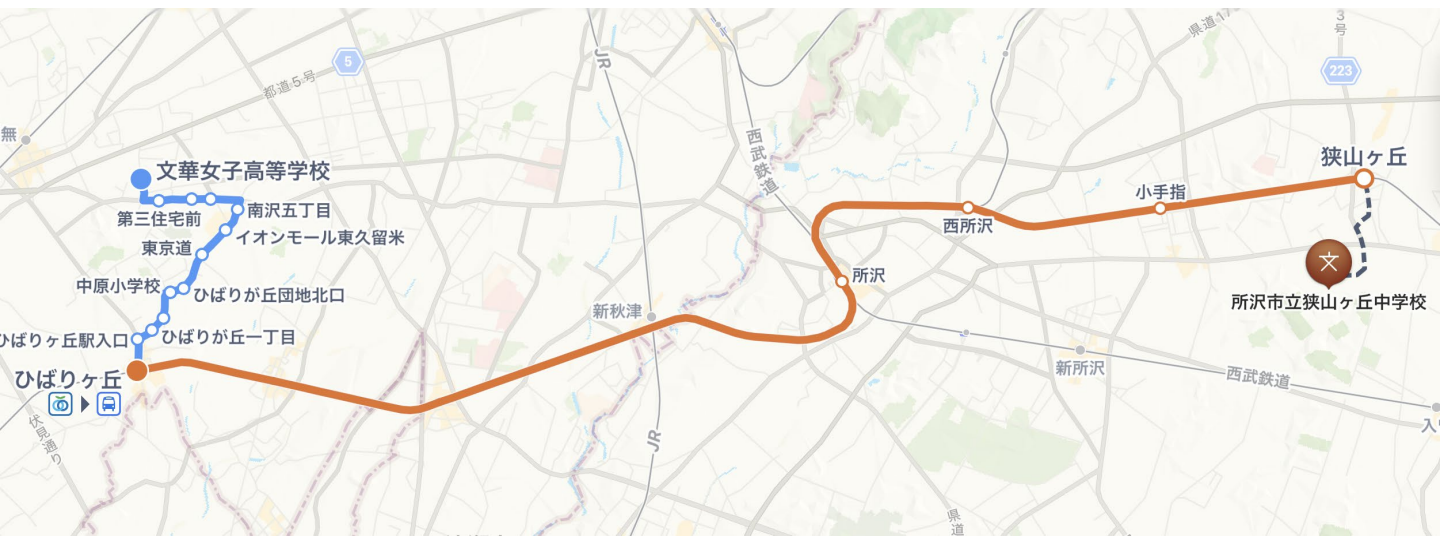 3
号
県道17
5
都道5号
JR
223
無
文華女子高等学校
西武鉄道
狭山ヶ丘
小手指
第三住宅前
南沢五丁目
西所沢
イオンモール東久留米
東京道
所沢
中原小学校
ひばりが丘団地北口
所沢市立狭山ヶ丘中学校
新秋津
ひばりヶ丘駅入口
ひばりが丘一丁目
新所沢
ひばりヶ丘
西武鉄道
伏見通り
JR
入
県道